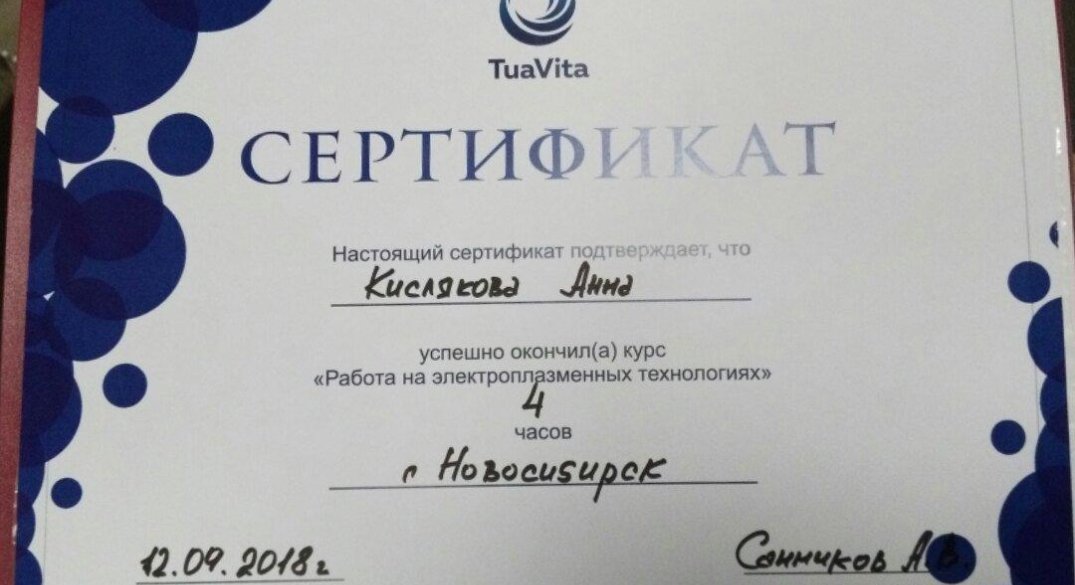 TuaVita
СЕРТИФИКАТ
Настоящий сертификат подтверждает, что
Кислякова Анна
успешно окончил(а) курс
«Работа на электроплазменных технологиях»
4
часов
г Новосибирск
12.09.2018г
Санников А.В.